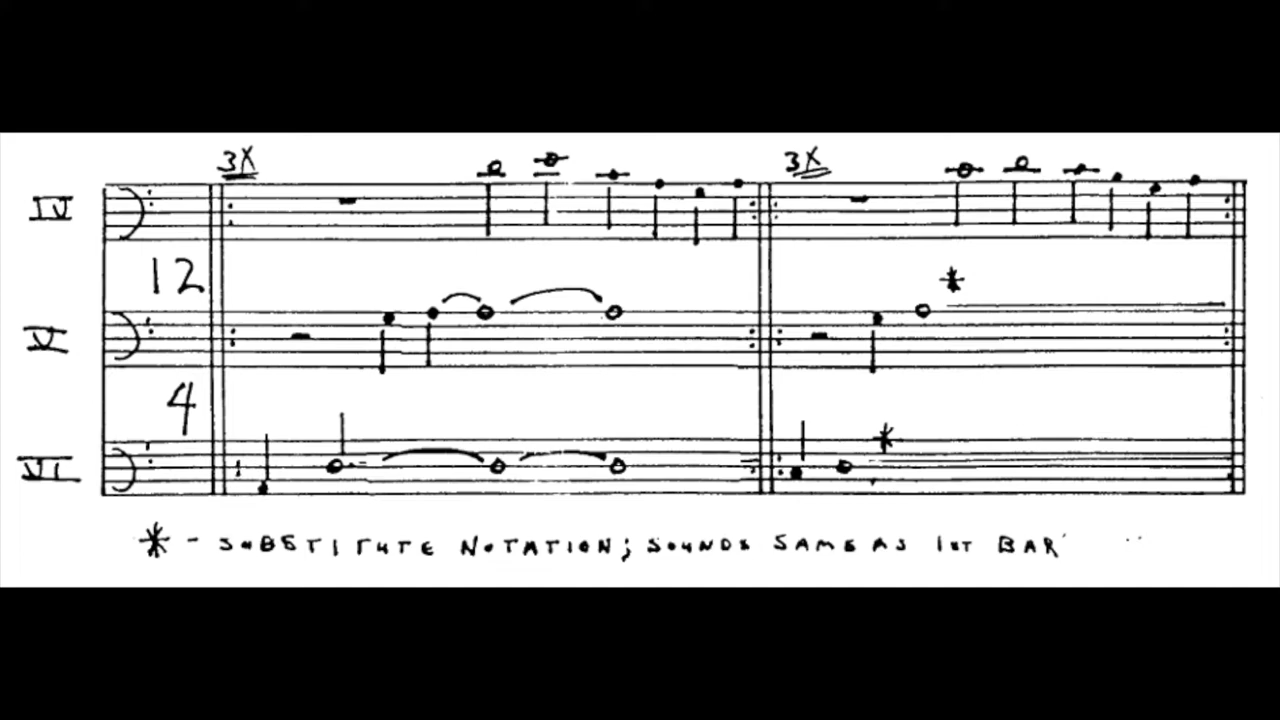 3X 3X
IV
12
V
*
4
VI
*
* - SUBSTITUTE NOTATION; SOUNDS SAME AS 1ST BAR